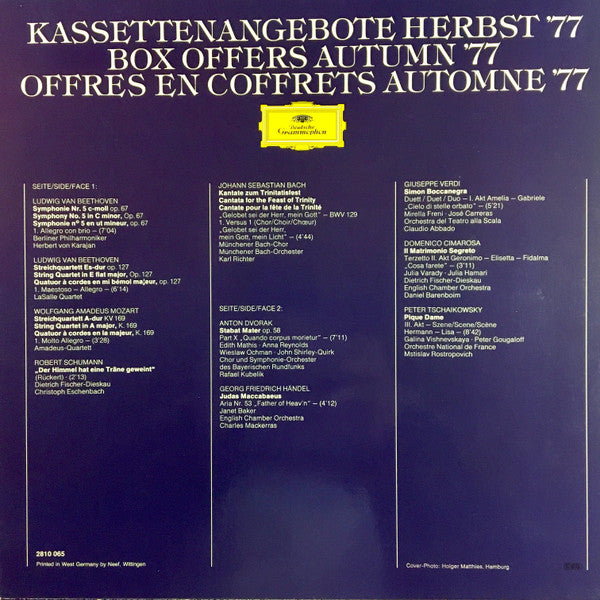 KASSETTENANGEBOTE HERBST '77
BOX OFFERS AUTUMN '77
OFFRES EN COFFRETS AUTOMNE '77
Deutsche
Grammophon
SEITE/SIDE/FACE 1:
LUDWIG VAN BEETHOVEN
Symphonie Nr. 5 c-moll op. 67
Symphony No. 5 in C minor, Op. 67
Symphonie nº 5 en ut mineur, op. 67
1. Allegro con brio – (7'04)
Berliner Philharmoniker
Herbert von Karajan
LUDWIG VAN BEETHOVEN
Streichquartett Es-dur op. 127
String Quartet in E flat major, Op. 127
Quatuor à cordes en mi bémol majeur, op. 127
1. Maestoso – Allegro – (6'14)
LaSalle Quartet
WOLFGANG AMADEUS MOZART
Streichquartett A-dur KV 169
String Quartet in A major, K. 169
Quatuor à cordes en la majeur, K. 169
1. Molto Allegro – (3'28)
Amadeus-Quartett
ROBERT SCHUMANN
„Der Himmel hat eine Träne geweint"
(Rückert) · (2'13)
Dietrich Fischer-Dieskau
Christoph Eschenbach
2810 065
Printed in West Germany by Neef, Wittingen
JOHANN SEBASTIAN BACH
Kantate zum Trinitatisfest
Cantata for the Feast of Trinity
Cantate pour la fête de la Trinité
„Gelobet sei der Herr, mein Gott" – BWV 129
1. Versus 1 (Chor/Choir/Chœur)
„Gelobet sei der Herr,
mein Gott, mein Licht" – (4'44)
Münchener Bach-Chor
Münchener Bach-Orchester
Karl Richter
SEITE/SIDE/FACE 2:
ANTON DVORAK
Stabat Mater op. 58
Part X „Quando corpus morietur" – (7'11)
Edith Mathis · Anna Reynolds
Wieslaw Ochman · John Shirley-Quirk
Chor und Symphonie-Orchester
des Bayerischen Rundfunks
Rafael Kubelik
GEORG FRIEDRICH HÄNDEL
Judas Maccabaeus
Aria Nr. 53 „Father of Heav'n" – (4'12)
Janet Baker
English Chamber Orchestra
Charles Mackerras
GIUSEPPE VERDI
Simon Boccanegra
Duett / Duet / Duo – I. Akt Amelia – Gabriele
„Cielo di stelle orbato" – (5'21)
Mirella Freni · José Carreras
Orchestra del Teatro alla Scala
Claudio Abbado
DOMENICO CIMAROSA
Il Matrimonio Segreto
Terzetto II. Akt Geronimo – Elisetta – Fidalma
„Cosa farete" – (3'11)
Julia Varady · Julia Hamari
Dietrich Fischer-Dieskau
English Chamber Orchestra
Daniel Barenboim
PETER TSCHAIKOWSKY
Pique Dame
III. Akt – Szene/Scene/Scène
Hermann – Lisa – (8'42)
Galina Vishnevskaya · Peter Gougaloff
Orchestre National de France
Mstislav Rostropovich
Cover-Photo: Holger Matthies, Hamburg